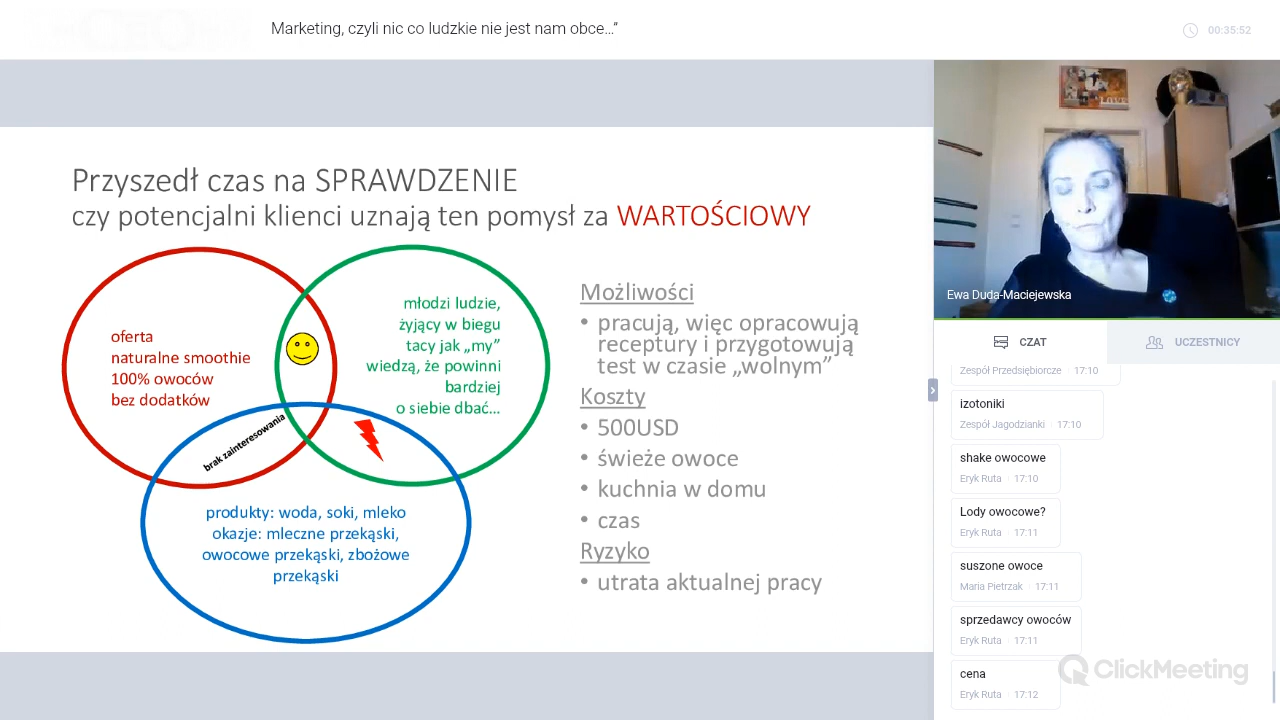 Marketing, czyli nic co ludzkie nie jest nam obce...”
00:35:52
Przyszedł czas na SPRAWDZENIE
czy potencjalni klienci uznają ten pomysł za WARTOŚCIOWY
oferta
naturalne smoothie
100% owoców
bez dodatków
młodzi ludzie,
żyjący w biegu
tacy jak „my”
wiedzą, że powinni
bardziej
o siebie dbać...
brak zainteresowania
produkty: woda, soki, mleko
okazje: mleczne przekąski,
owocowe przekąski, zbożowe
przekąski
Możliwości
• pracują, więc opracowują
receptury i przygotowują
test w czasie „wolnym”
Koszty
• 500USD
• świeże owoce
• kuchnia w domu
• czas
Ryzyko
• utrata aktualnej pracy
Ewa Duda-Maciejewska
CZAT
UCZESTNICY
Zespół Przedsiębiorcze 17:10
izotoniki
Zespół Jagodzianki 17:10
shake owocowe
Eryk Ruta 17:10
Lody owocowe?
Eryk Ruta 17:11
suszone owoce
Maria Pietrzak 17:11
sprzedawcy owoców
Eryk Ruta 17:11
cena
Eryk Ruta 17:12
ClickMeeting